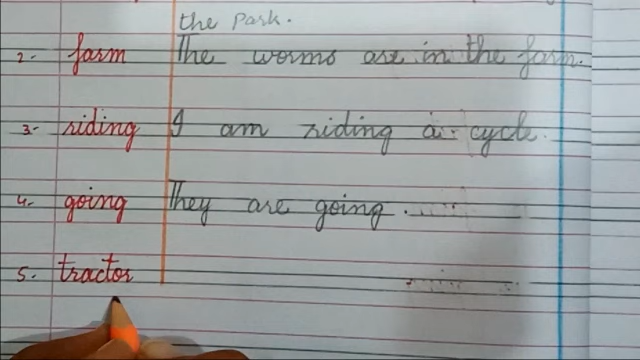 the Park.
2- farm The worms are in the farm.
3- riding I am riding a cycle.
4- going They are going.
5- tractor